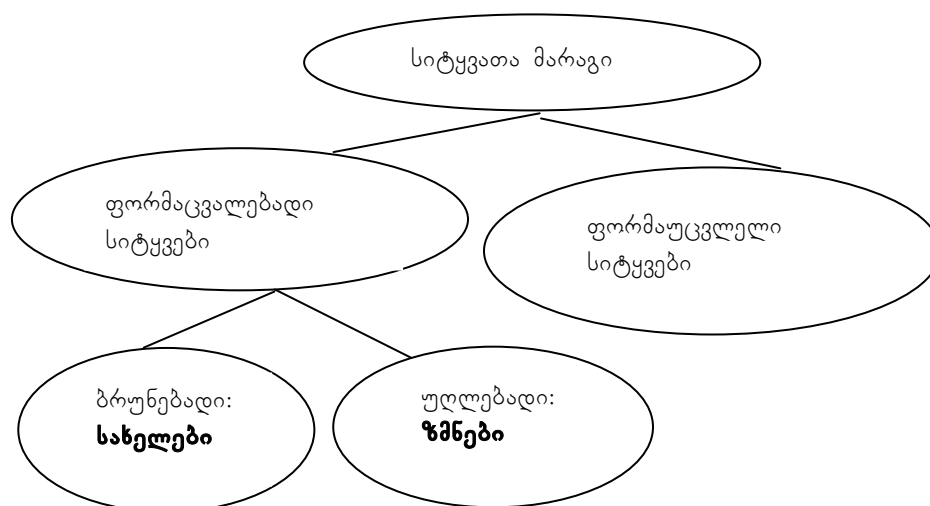 სიტყვათა მარაგი
ფორმაცვალებადი
სიტყვები
ფორმაუცვლელი
სიტყვები
ბრუნებადი:
სახელები
უღლებადი:
ზმნები